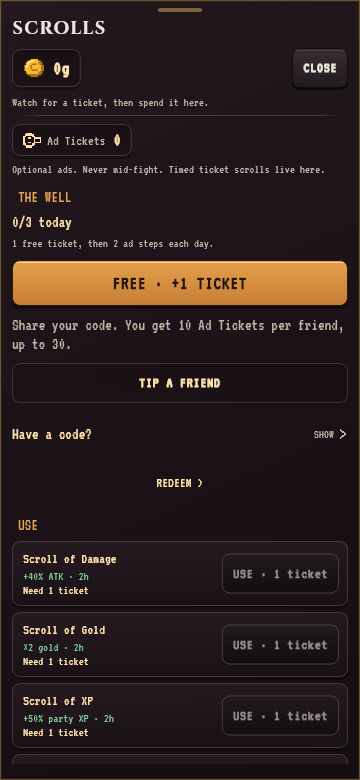 SCROLLS
0g
CLOSE
Watch for a ticket, then spend it here.
Ad Tickets 0
Optional ads. Never mid-fight. Timed ticket scrolls live here.
THE WELL
0/3 today
1 free ticket, then 2 ad steps each day.
FREE · +1 TICKET
Share your code. You get 10 Ad Tickets per friend,
up to 30.
TIP A FRIEND
Have a code?
SHOW >
REDEEM >
USE
Scroll of Damage
+40% ATK · 2h
Need 1 ticket
USE · 1 ticket
Scroll of Gold
x2 gold · 2h
Need 1 ticket
USE · 1 ticket
Scroll of XP
+50% party XP · 2h
Need 1 ticket
USE · 1 ticket